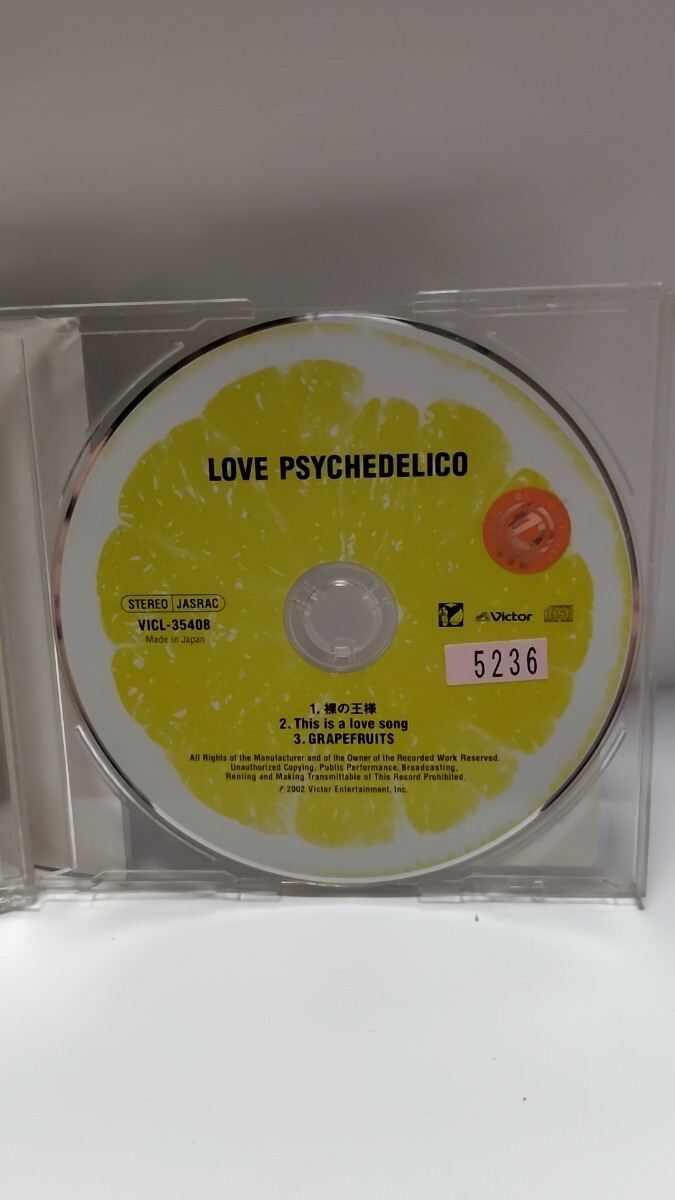 LOVE PSYCHEDELICO
STEREO JASRAC
VICL-35408
Made in Japan
Victor
5236
1. 裸の王様
2. This is a love song
3. GRAPEFRUITS
All Rights of the Manufacturer and of the Owner of the Recorded Work Reserved.
Unauthorized Copying, Public Performance, Broadcasting,
Renting and Making Transmittable of This Record Prohibited.
℗ 2002 Victor Entertainment, Inc.